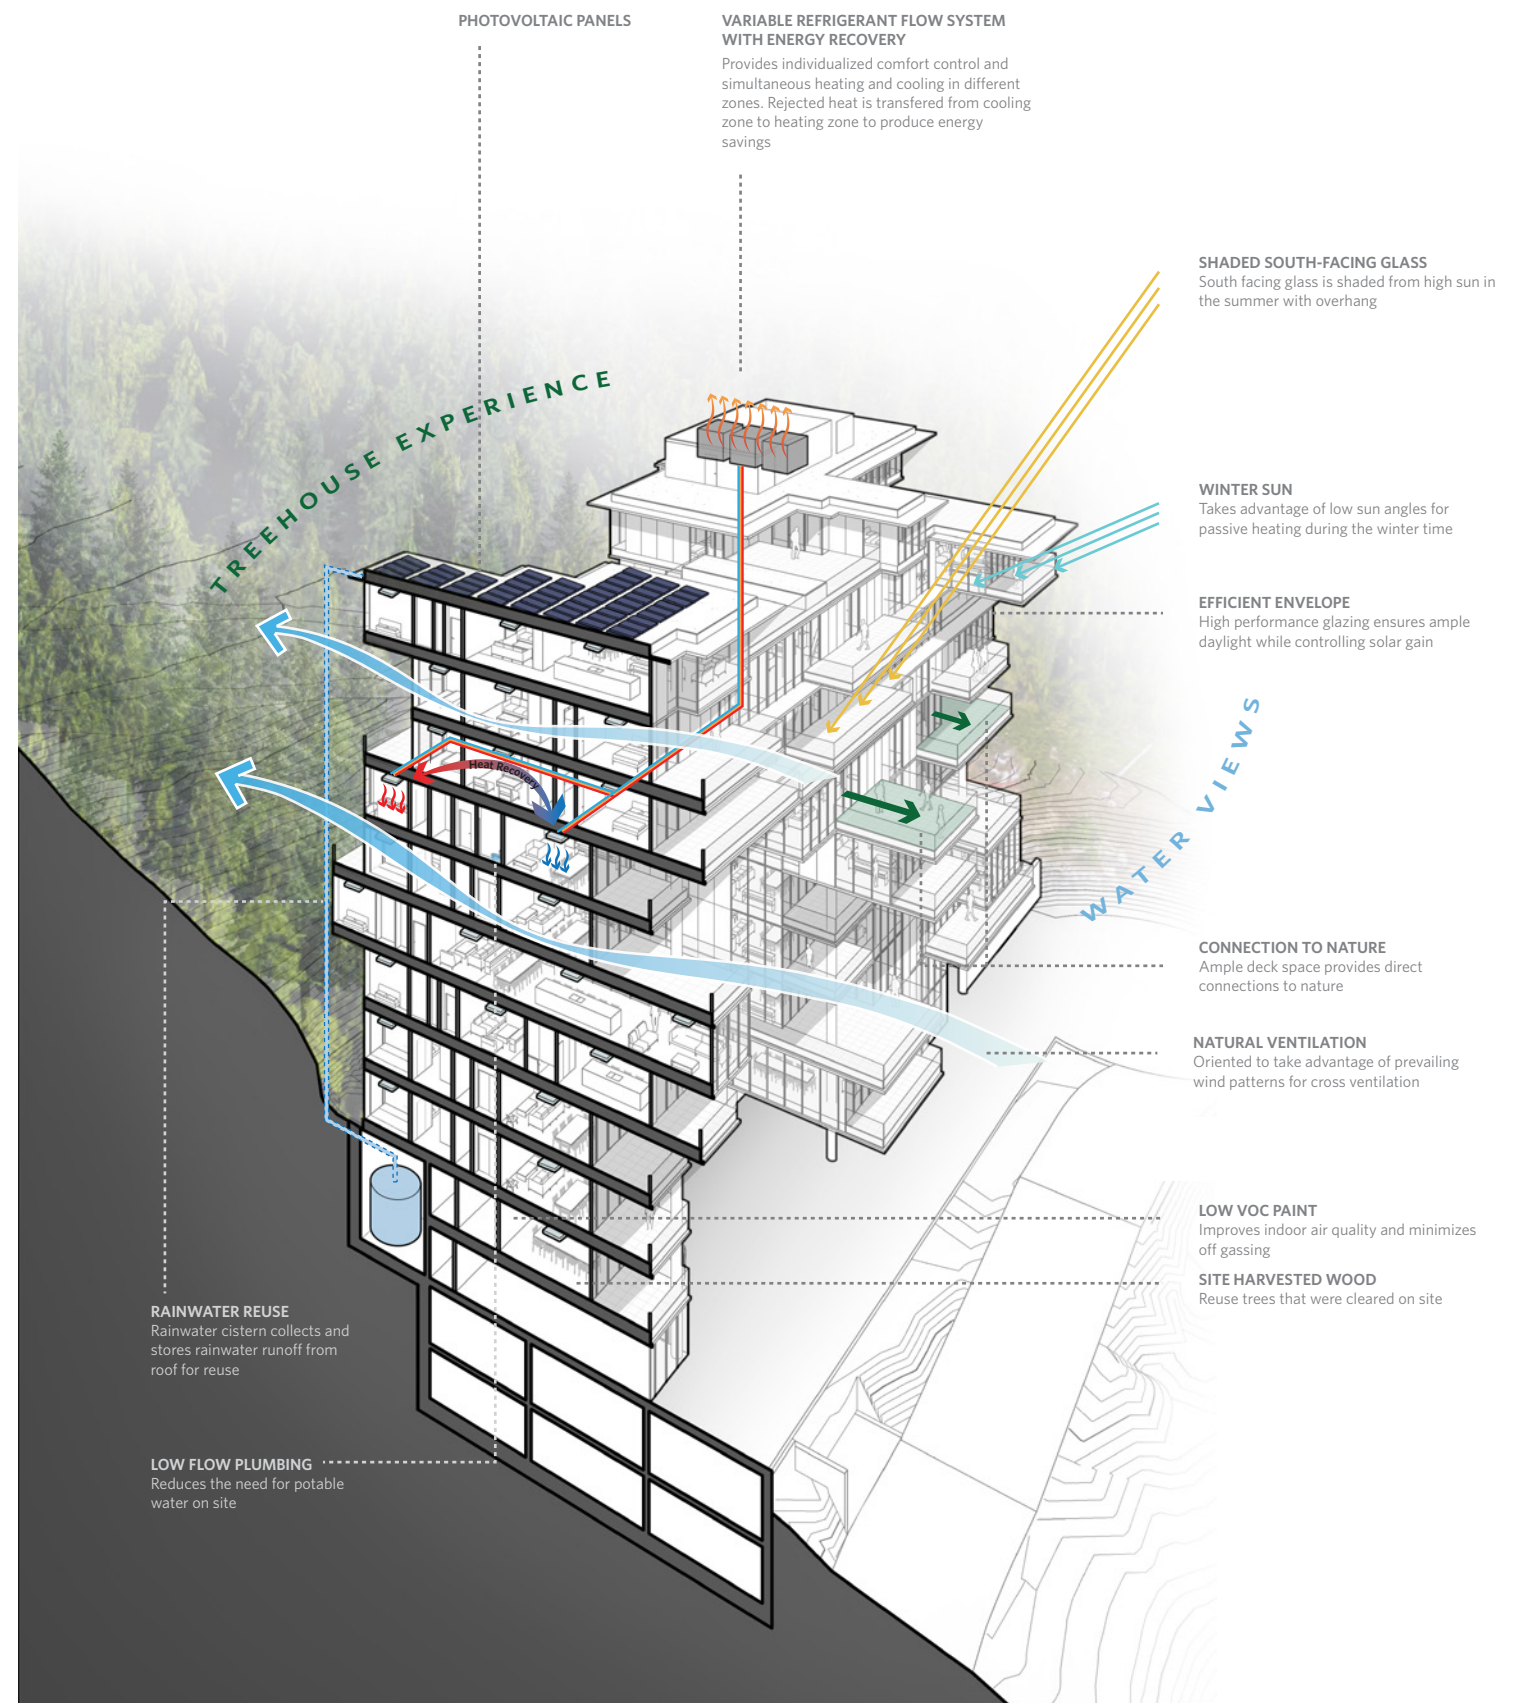 PHOTOVOLTAIC PANELS
VARIABLE REFRIGERANT FLOW SYSTEM
WITH ENERGY RECOVERY
Provides individualized comfort control and
simultaneous heating and cooling in different
zones. Rejected heat is transfered from cooling
zone to heating zone to produce energy
savings
SHADED SOUTH-FACING GLASS
South facing glass is shaded from high sun in
the summer with overhang
TREEHOUSE EXPERIENCE
WINTER SUN
Takes advantage of low sun angles for
passive heating during the winter time
EFFICIENT ENVELOPE
High performance glazing ensures ample
daylight while controlling solar gain
Heat Recovery
WATER VIEWS
CONNECTION TO NATURE
Ample deck space provides direct
connections to nature
NATURAL VENTILATION
Oriented to take advantage of prevailing
wind patterns for cross ventilation
LOW VOC PAINT
Improves indoor air quality and minimizes
off gassing
SITE HARVESTED WOOD
Reuse trees that were cleared on site
RAINWATER REUSE
Rainwater cistern collects and
stores rainwater runoff from
roof for reuse
LOW FLOW PLUMBING
Reduces the need for potable
water on site